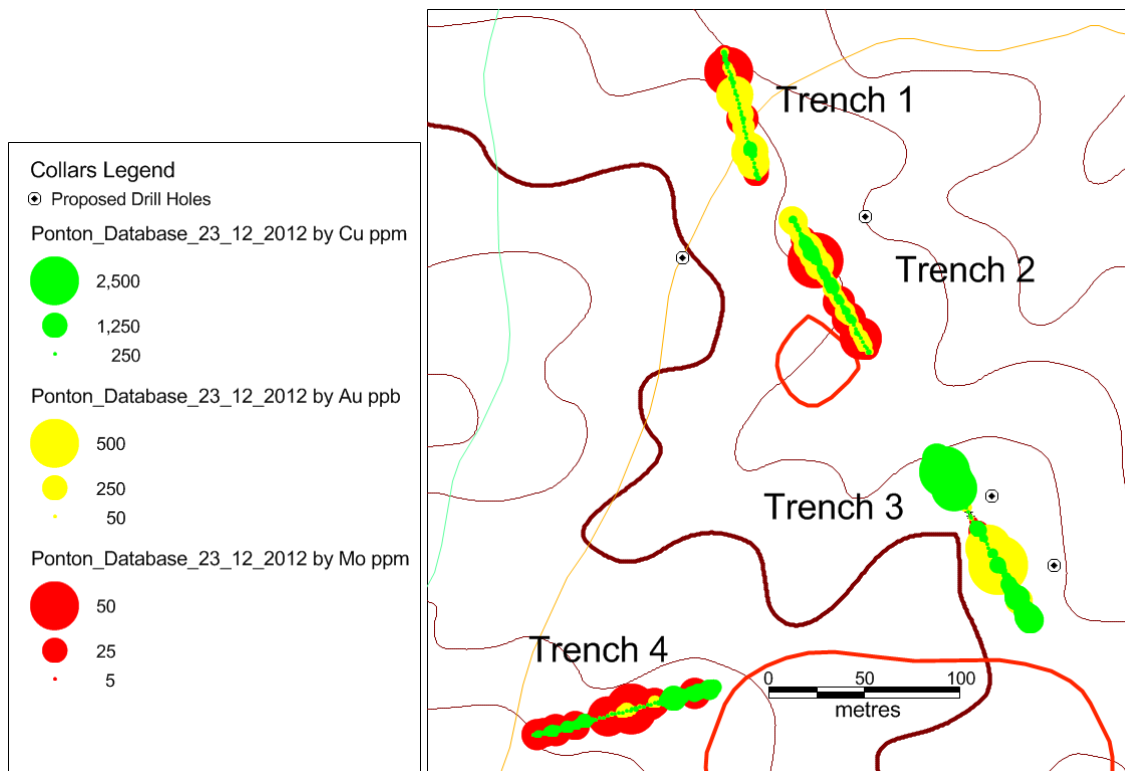 Collars Legend
Proposed Drill Holes
Ponton_Database_23_12_2012 by Cu ppm
2,500
1,250
250
Ponton_Database_23_12_2012 by Au ppb
500
250
50
Ponton_Database_23_12_2012 by Mo ppm
50
25
5
Trench 1
Trench 2
Trench 3
Trench 4
0 50 100
metres